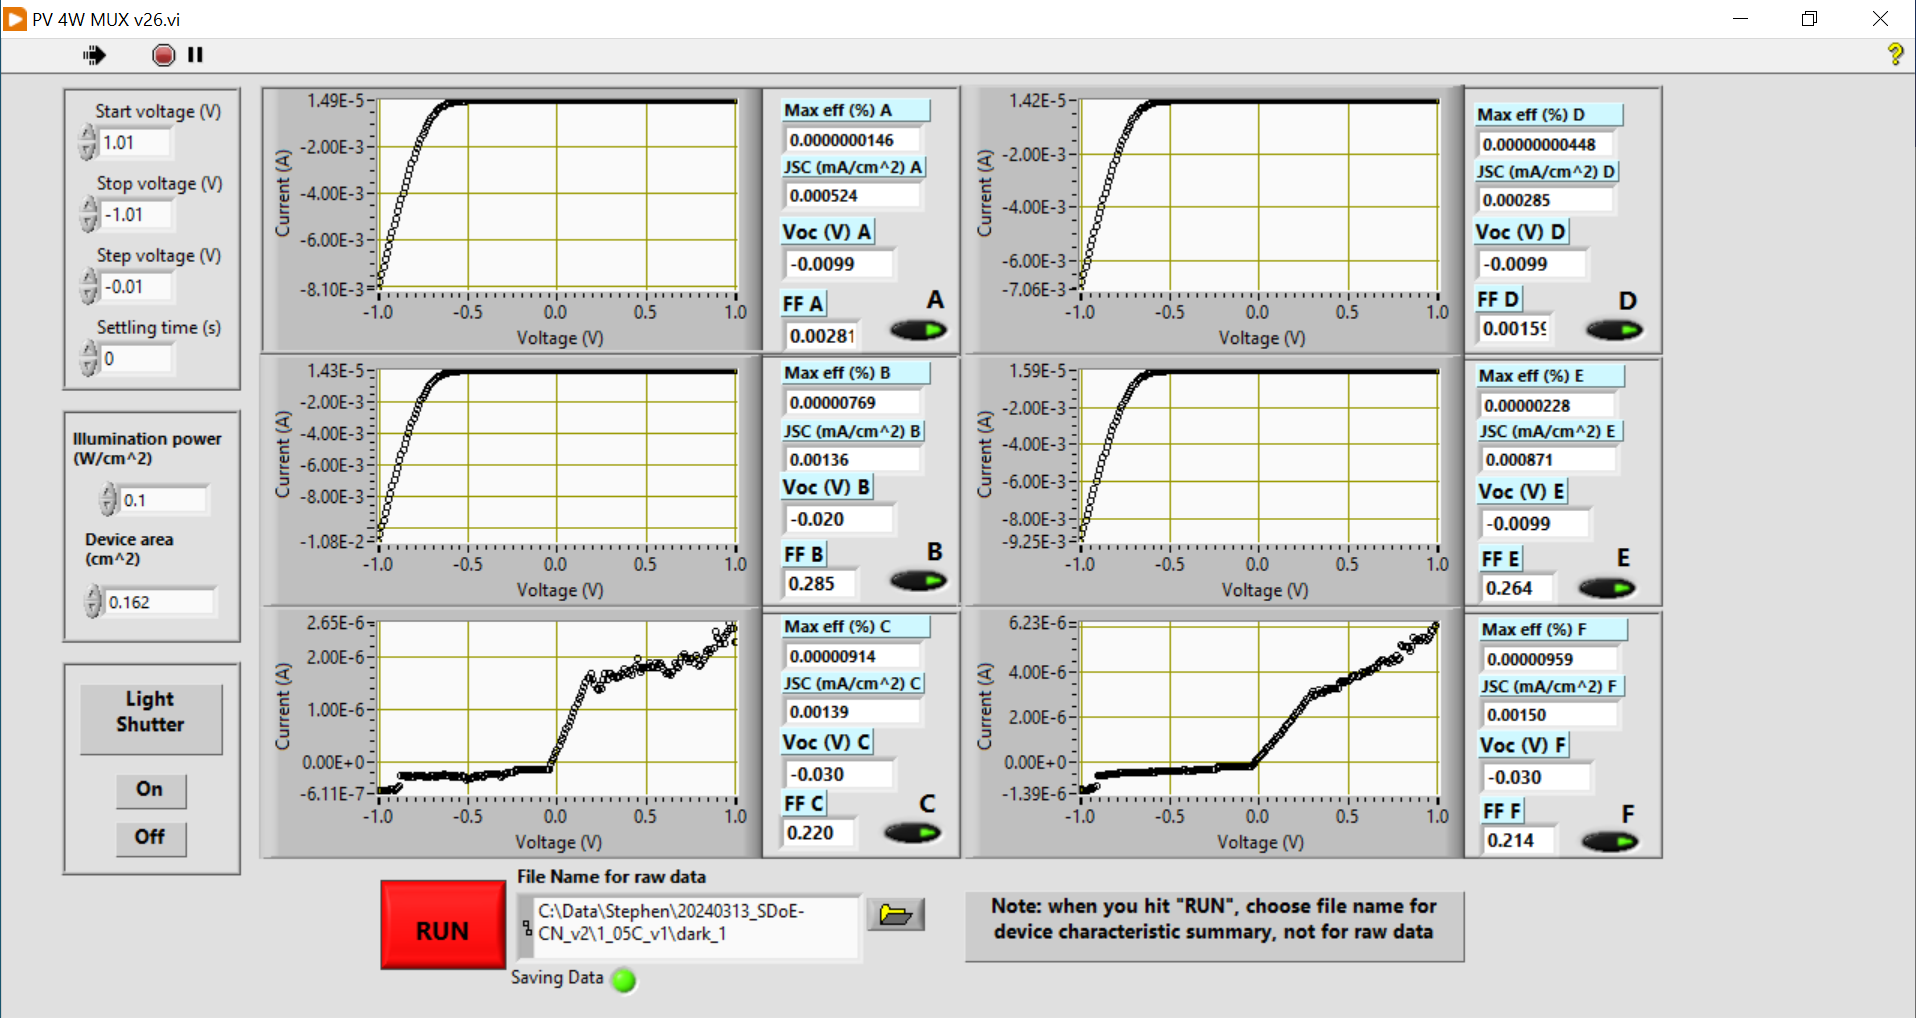 PV 4W MUX v26.vi
Start voltage (V)
1.01
Stop voltage (V)
-1.01
Step voltage (V)
-0.01
Settling time (s)
0
Illumination power
(W/cm^2)
0.1
Device area
(cm^2)
0.162
Light
Shutter
On
Off
1.49E-5
-2.00E-3
-4.00E-3
-6.00E-3
-8.10E-3
Current (A)
-1.0 -0.5 0.0 0.5 1.0
Voltage (V)
Max eff (%) A
0.0000000146
JSC (mA/cm^2) A
0.000524
Voc (V) A
-0.0099
FF A
0.00281
A
1.42E-5
-2.00E-3
-4.00E-3
-6.00E-3
-7.06E-3
Current (A)
-1.0 -0.5 0.0 0.5 1.0
Voltage (V)
Max eff (%) D
0.00000000448
JSC (mA/cm^2) D
0.000285
Voc (V) D
-0.0099
FF D
0.00159
D
1.43E-5
-2.00E-3
-4.00E-3
-6.00E-3
-8.00E-3
-1.08E-2
Current (A)
-1.0 -0.5 0.0 0.5 1.0
Voltage (V)
Max eff (%) B
0.00000769
JSC (mA/cm^2) B
0.00136
Voc (V) B
-0.020
FF B
0.285
B
1.59E-5
-2.00E-3
-4.00E-3
-6.00E-3
-8.00E-3
-9.25E-3
Current (A)
-1.0 -0.5 0.0 0.5 1.0
Voltage (V)
Max eff (%) E
0.00000228
JSC (mA/cm^2) E
0.000871
Voc (V) E
-0.0099
FF E
0.264
E
2.65E-6
2.00E-6
1.00E-6
0.00E+0
-6.11E-7
Current (A)
-1.0 -0.5 0.0 0.5 1.0
Voltage (V)
Max eff (%) C
0.00000914
JSC (mA/cm^2) C
0.00139
Voc (V) C
-0.030
FF C
0.220
C
6.23E-6
4.00E-6
2.00E-6
0.00E+0
-1.39E-6
Current (A)
-1.0 -0.5 0.0 0.5 1.0
Voltage (V)
Max eff (%) F
0.00000959
JSC (mA/cm^2) F
0.00150
Voc (V) F
-0.030
FF F
0.214
F
RUN
File Name for raw data
C:\Data\Stephen\20240313_SDoE-
CN_v2\1_05C_v1\dark_1
Saving Data
Note: when you hit "RUN", choose file name for
device characteristic summary, not for raw data